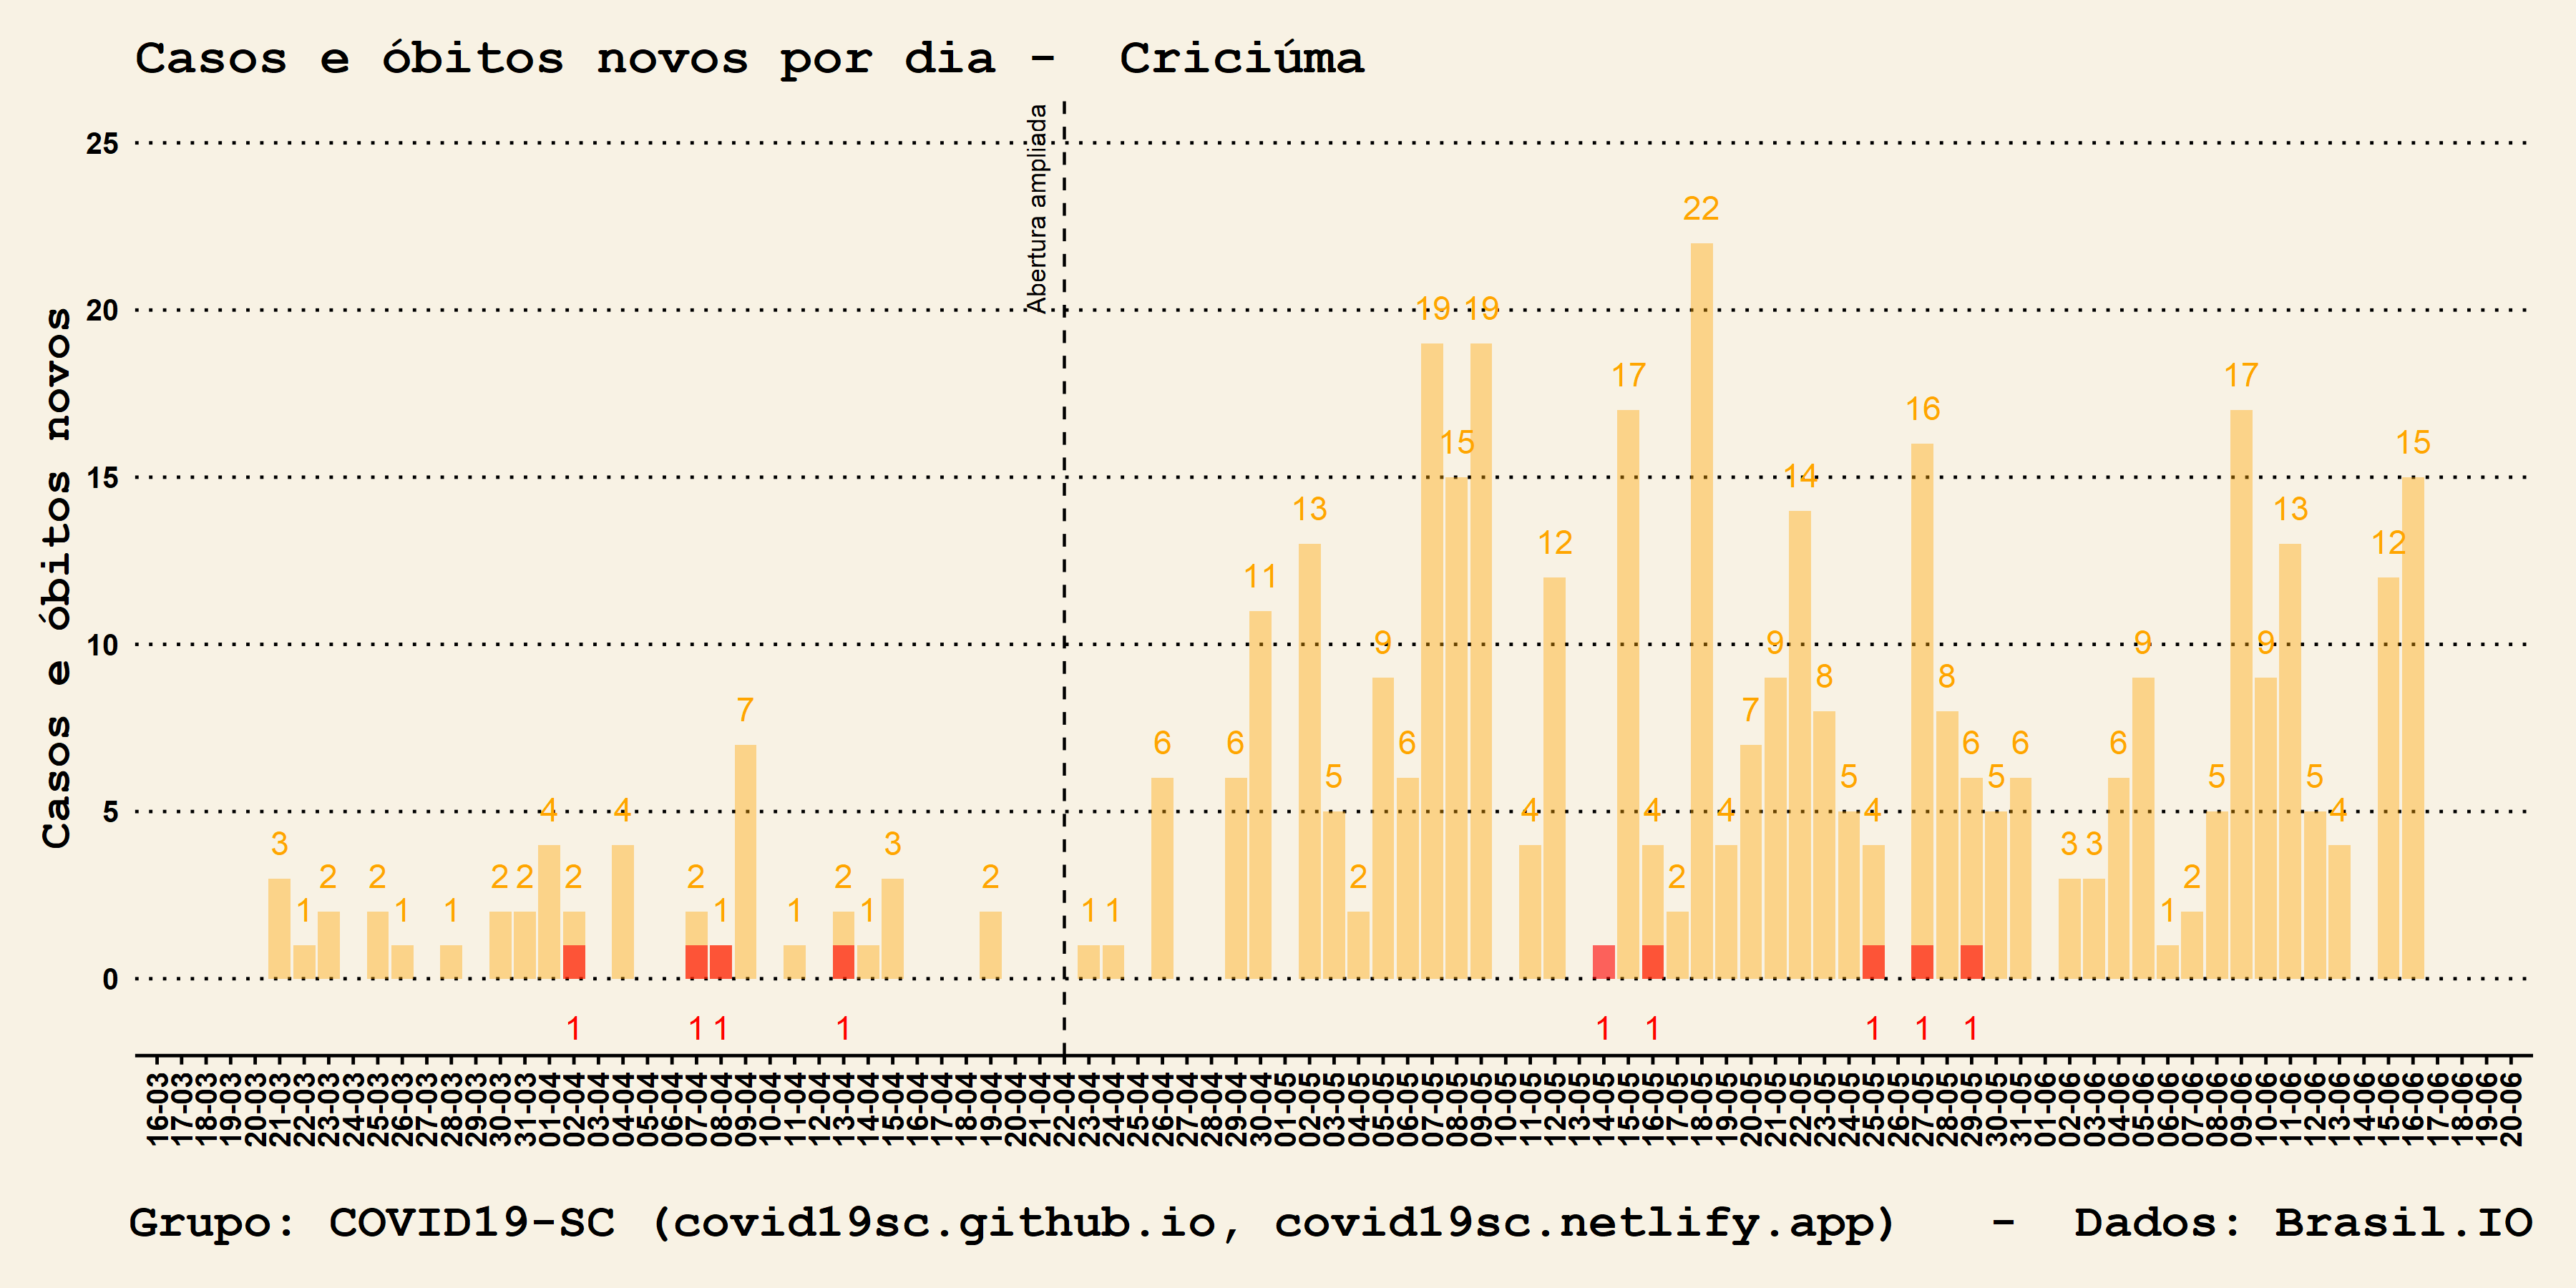 Casos e óbitos novos por dia -  Criciúma
Abertura ampliada
Casos e óbitos novos
25
20
15
10
5
0
3 1 2 2 1 1 2 2 4 2 4 2 1 7 1 2 1 3 2 1 1 6 6 11 13 5 2 9 6 19 15 19 4 12 17 4 2 22 4 7 9 14 8 5 4 16 8 6 5 6 3 3 6 9 1 2 5 17 9 13 5 4 12 15
1 1 1 1 1 1 1 1 1
16-03 17-03 18-03 19-03 20-03 21-03 22-03 23-03 24-03 25-03 26-03 27-03 28-03 29-03 30-03 31-03 01-04 02-04 03-04 04-04 05-04 06-04 07-04 08-04 09-04 10-04 11-04 12-04 13-04 14-04 15-04 16-04 17-04 18-04 19-04 20-04 21-04 22-04 23-04 24-04 25-04 26-04 27-04 28-04 29-04 30-04 01-05 02-05 03-05 04-05 05-05 06-05 07-05 08-05 09-05 10-05 11-05 12-05 13-05 14-05 15-05 16-05 17-05 18-05 19-05 20-05 21-05 22-05 23-05 24-05 25-05 26-05 27-05 28-05 29-05 30-05 31-05 01-06 02-06 03-06 04-06 05-06 06-06 07-06 08-06 09-06 10-06 11-06 12-06 13-06 14-06 15-06 16-06 17-06 18-06 19-06 20-06
Grupo: COVID19-SC (covid19sc.github.io, covid19sc.netlify.app)   -  Dados: Brasil.IO